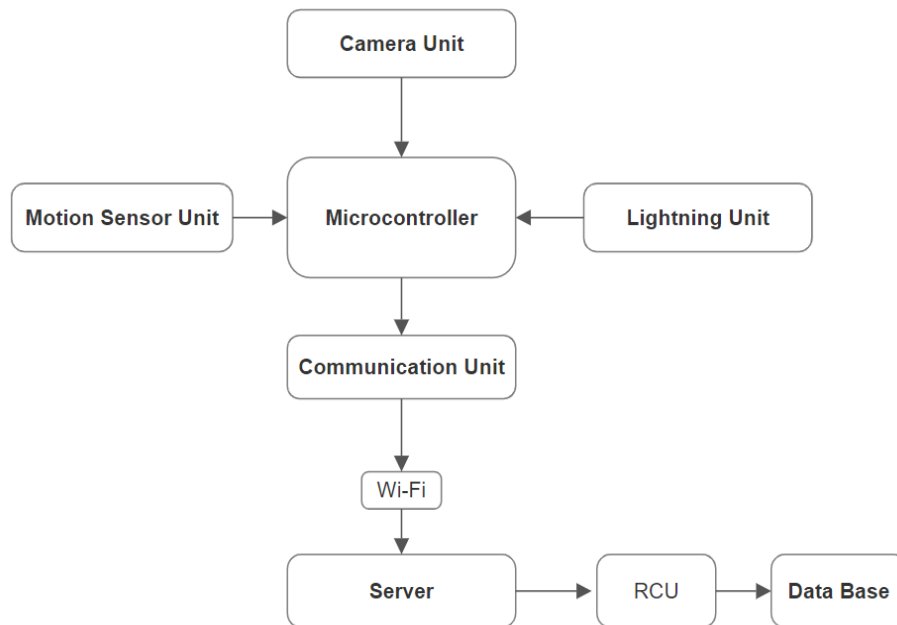 Camera Unit
Motion Sensor Unit
Microcontroller
Lightning Unit
Communication Unit
Wi-Fi
Server
RCU
Data Base